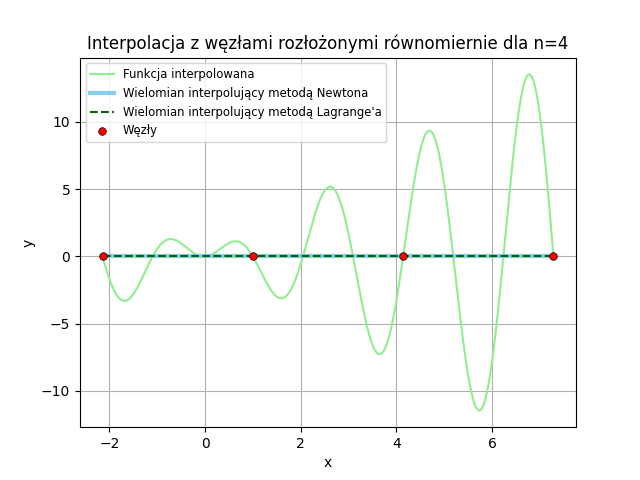 Interpolacja z węzłami rozłożonymi równomiernie dla n=4
Funkcja interpolowana
Wielomian interpolujący metodą Newtona
Wielomian interpolujący metodą Lagrange'a
Węzły
y
10
5
0
−5
−10
−2
0
2
4
6
x